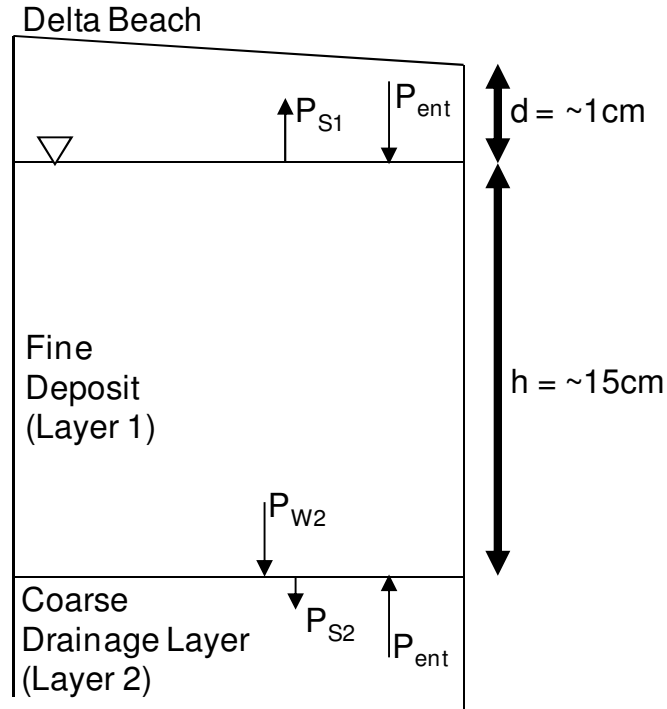 Delta Beach
P_S1
P_ent
d = ~1cm
Fine
Deposit
(Layer 1)
h = ~15cm
P_W2
Coarse
Drainage Layer
(Layer 2)
P_S2
P_ent